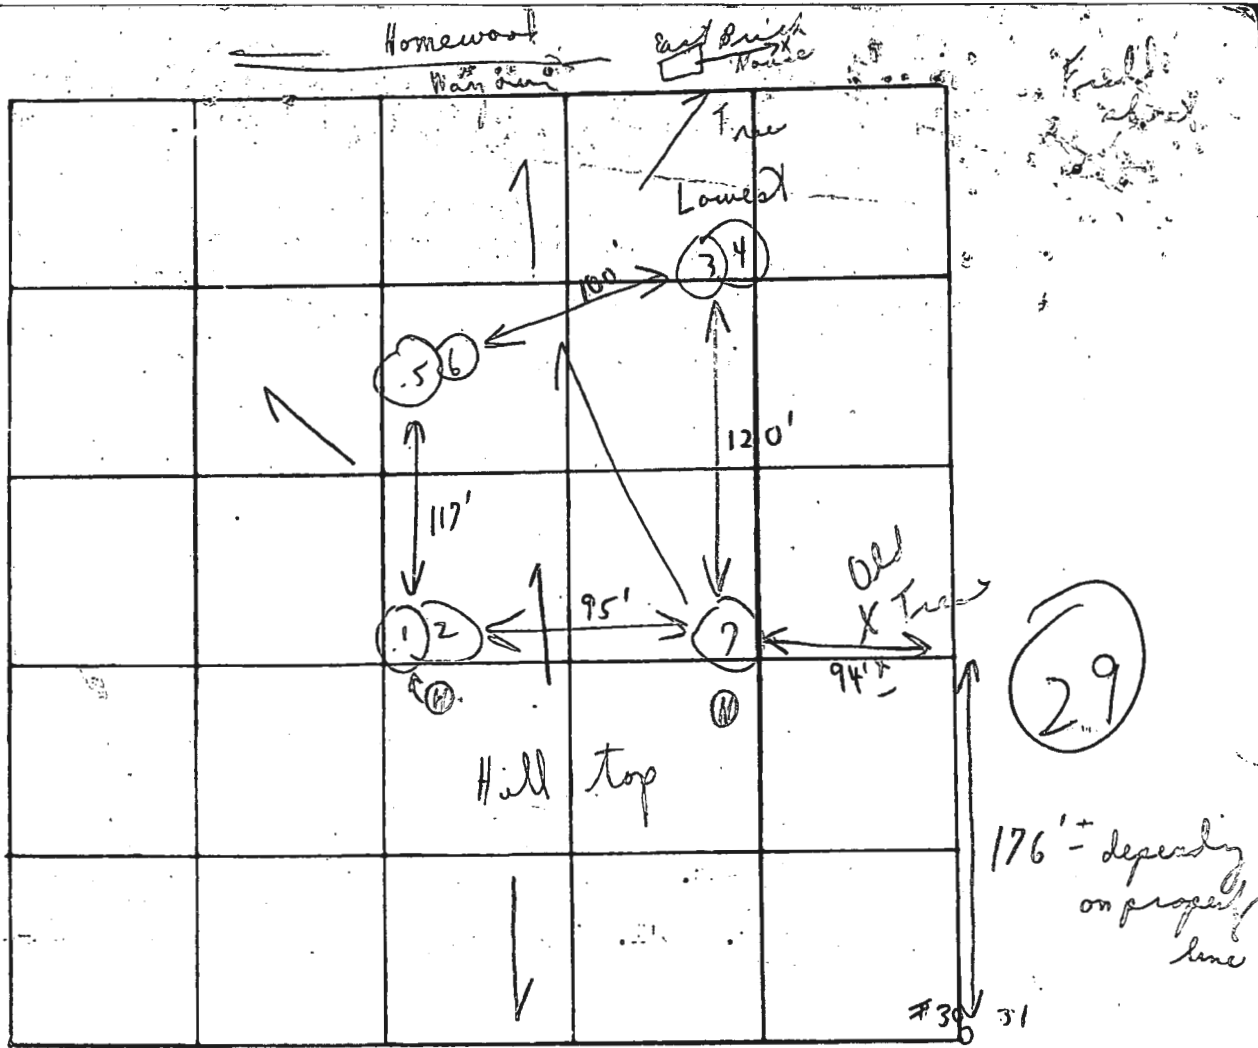 Homewood
East Brick
House
Tree
Lowest
3 4
100'
5 6
120'
117'
Old
X Tree
95'
1 2
7
94'±
29
Hill top
176'± depending
on property
line
#30 31